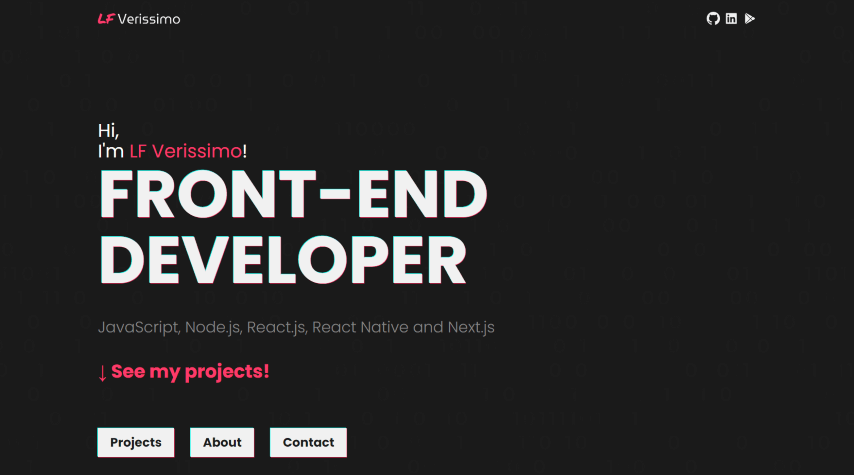 LF Verissimo
Hi,
I'm LF Verissimo!
FRONT-END
DEVELOPER
JavaScript, Node.js, React.js, React Native and Next.js
↓ See my projects!
Projects About Contact